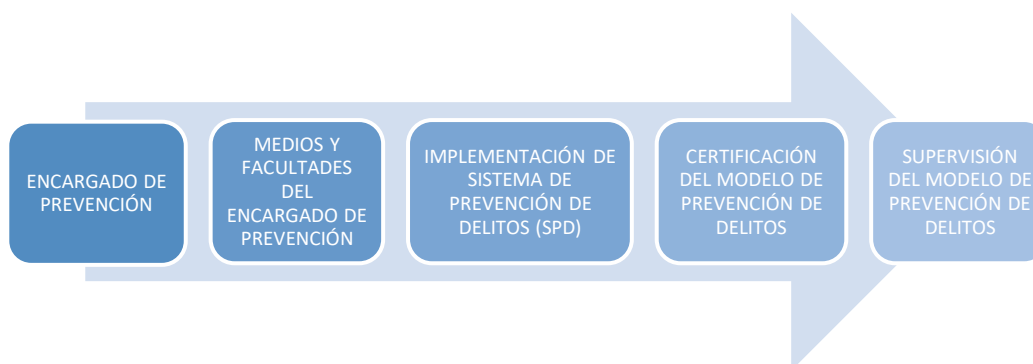 ENCARGADO DE
PREVENCIÓN
MEDIOS Y
FACULTADES
DEL
ENCARGADO DE
PREVENCIÓN
IMPLEMENTACIÓN DE
SISTEMA DE
PREVENCIÓN DE
DELITOS (SPD)
CERTIFICACIÓN
DEL MODELO DE
PREVENCIÓN DE
DELITOS
SUPERVISIÓN
DEL MODELO DE
PREVENCIÓN DE
DELITOS